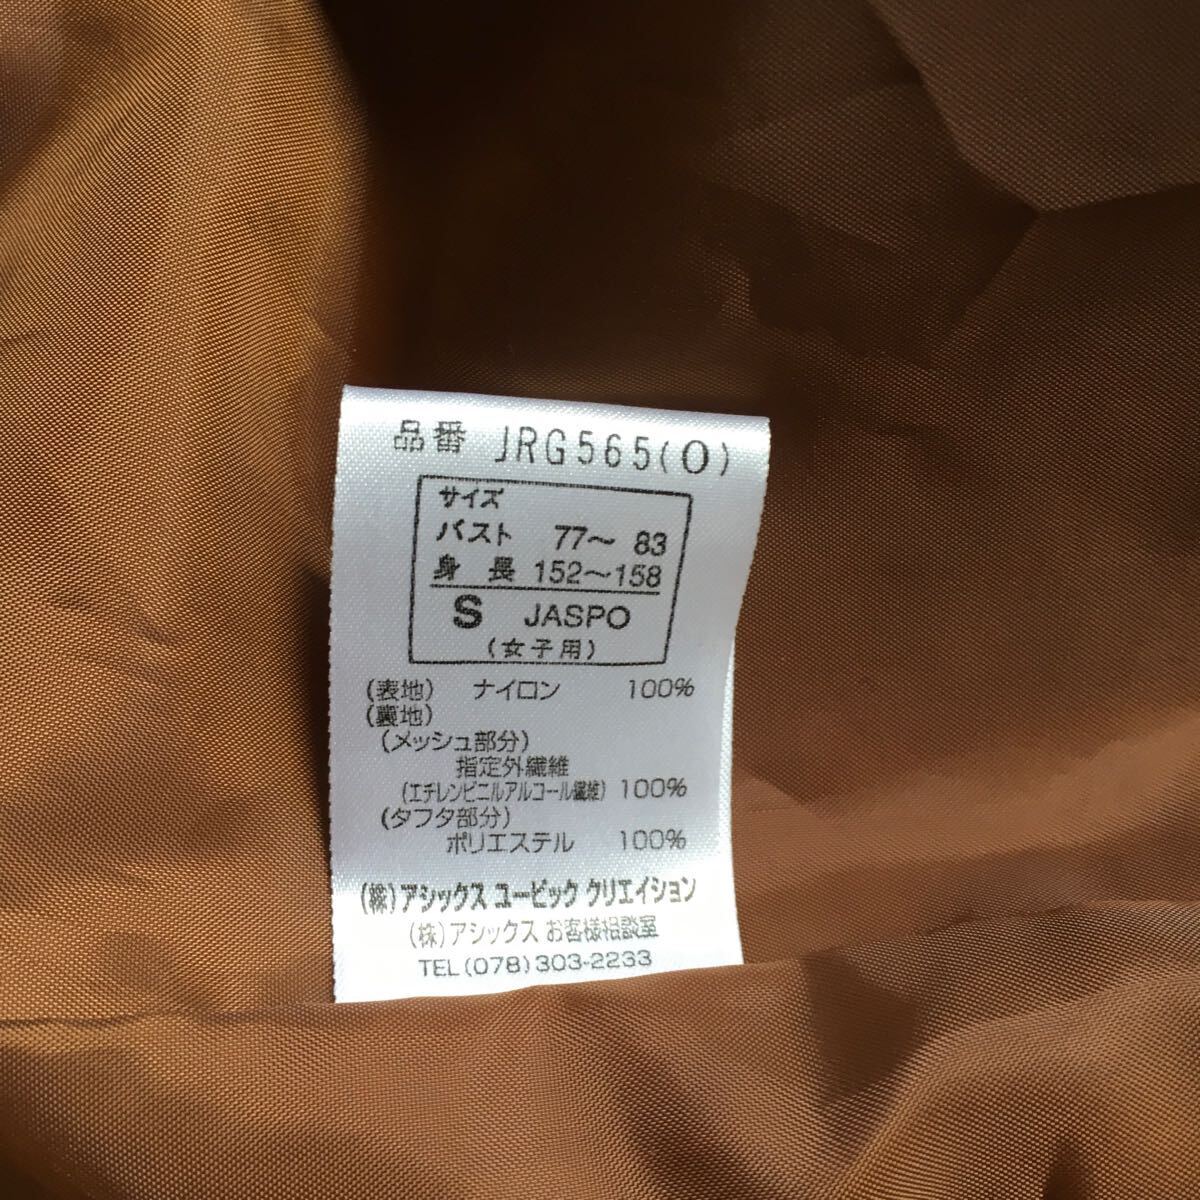 品番 JRG565(O)
サイズ
バスト 77～ 83
身長 152～158
S JASPO
(女子用)
(表地) ナイロン 100%
(裏地)
(メッシュ部分)
指定外繊維
(エチレンビニルアルコール繊維) 100%
(タフタ部分)
ポリエステル 100%
(株)アシックス ユービック クリエイション
(株)アシックス お客様相談室
TEL(078)303-2233